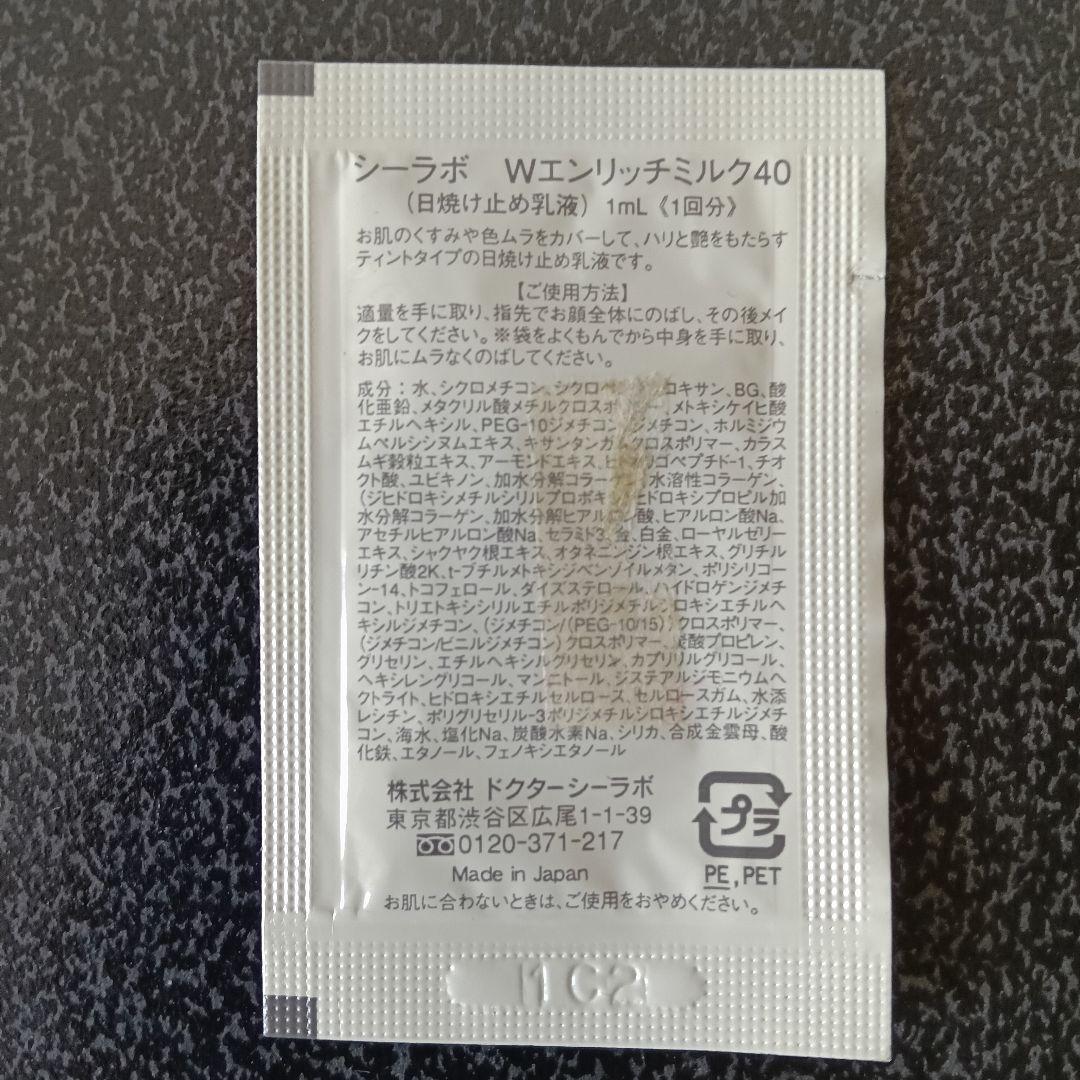 シーラボ Wエンリッチミルク40
(日焼け止め乳液) 1mL《1回分》
お肌のくすみや色ムラをカバーして、ハリと艶をもたらす
ティントタイプの日焼け止め乳液です。
【ご使用方法】
適量を手に取り、指先でお顔全体にのばし、その後メイ
クをしてください。※袋をよくもんでから中身を手に取り、
お肌にムラなくのばしてください。
成分：水、シクロメチコン、シクロペ コキサン、BG、酸
化亜鉛、メタクリル酸メチルクロスポ メトキシケイヒ酸
エチルヘキシル、PEG-10ジメチコン、ジメチコン、ホルミジウ
ムペルシシヌムエキス、キサンタンガムクロスポリマー、カラス
ムギ穀粒エキス、アーモンドエキス、ヒトオリゴペプチド-1、チオ
クト酸、ユビキノン、加水分解コラーゲン、水溶性コラーゲン、
(ジヒドロキシメチルシリルプロポキシ)ヒドロキシプロピル加
水分解コラーゲン、加水分解ヒアルロン酸、ヒアルロン酸Na、
アセチルヒアルロン酸Na、セラミド3、金、白金、ローヤルゼリー
エキス、シャクヤク根エキス、オタネニンジン根エキス、グリチル
リチン酸2K、t-ブチルメトキシジベンゾイルメタン、ポリシリコー
ン-14、トコフェロール、ダイズステロール、ハイドロゲンジメチ
コン、トリエトキシシリルエチルポリジメチルシロキシエチルヘ
キシルジメチコン、(ジメチコン/(PEG-10/15))クロスポリマー、
(ジメチコン/ビニルジメチコン)クロスポリマー、炭酸プロピレン、
グリセリン、エチルヘキシルグリセリン、カプリリルグリコール、
ヘキシレングリコール、マンニトール、ジステアルジモニウムヘ
クトライト、ヒドロキシエチルセルロース、セルロースガム、水添
レシチン、ポリグリセリル-3ポリジメチルシロキシエチルジメチ
コン、海水、塩化Na、炭酸水素Na、シリカ、合成金雲母、酸
化鉄、エタノール、フェノキシエタノール
株式会社 ドクターシーラボ
東京都渋谷区広尾1-1-39
0120-371-217
Made in Japan
プラ
PE,PET
お肌に合わないときは、ご使用をおやめください。
1C2